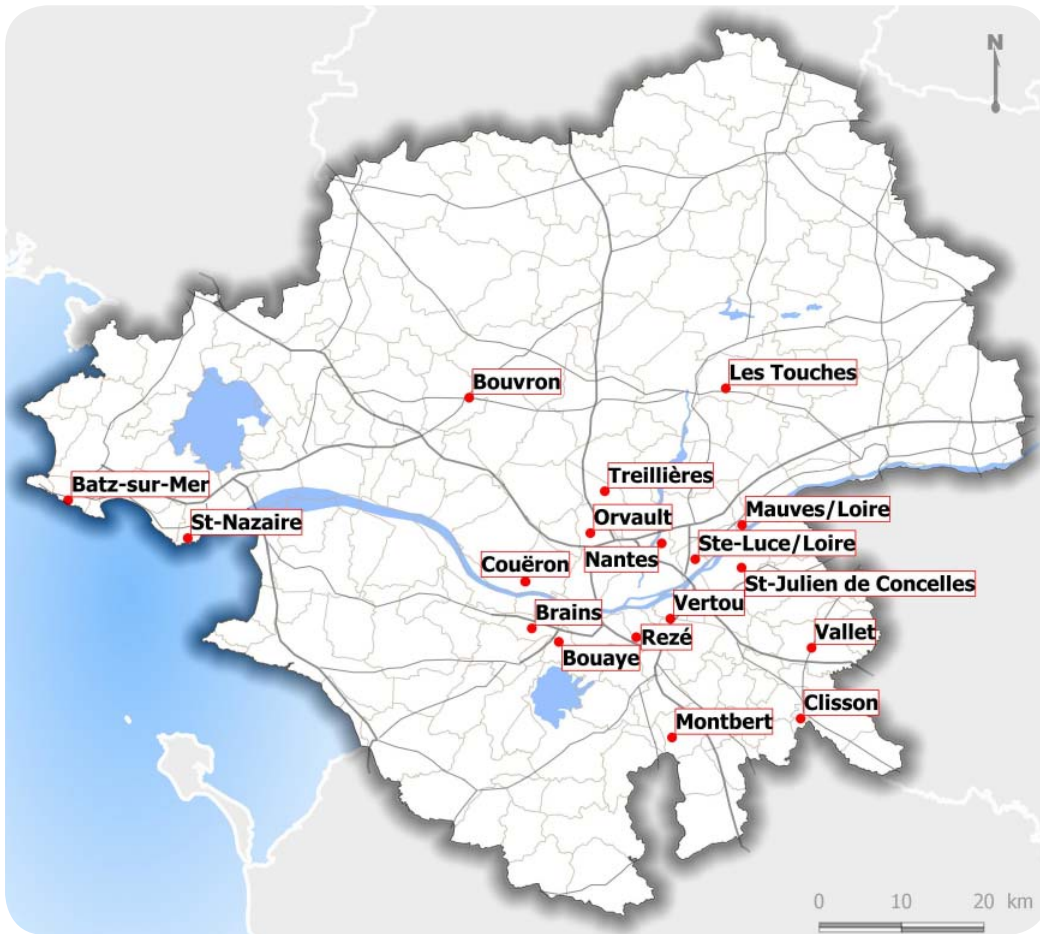 N
Les Touches
Bouvron
Treillières
Batz-sur-Mer
Mauves/Loire
St-Nazaire
Orvault
Ste-Luce/Loire
Nantes
Couëron
St-Julien de Concelles
Vertou
Brains
Vallet
Rezé
Bouaye
Clisson
Montbert
0 10 20 km